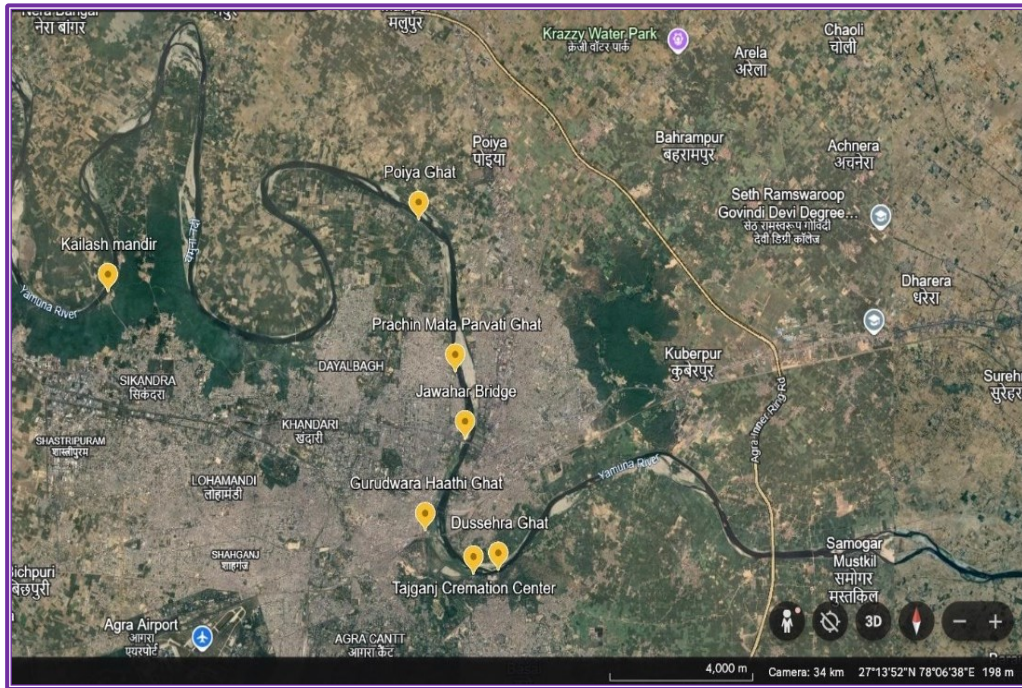 नेरा बांगर
मलुपुर
Krazzy Water Park
क्रेजी वॉटर पार्क
Chaoli
चोली
Arela
अरेला
Poiya
पोइया
Bahrampur
बहरामपुर
Achnera
अचनेरा
Poiya Ghat
Seth Ramswaroop
Govindi Devi Degree...
सेठ रामस्वरूप गोविंदी
देवी डिग्री कॉलेज
Kailash mandir
यमुना नदी
Yamuna River
Dharera
धरेरा
Prachin Mata Parvati Ghat
DAYALBAGH
Kuberpur
कुबेरपुर
SIKANDRA
सिकंदरा
Jawahar Bridge
Agra Inner Ring Rd
KHANDARI
खंदारी
SHASTRIPURAM
शास्त्रीपुरम
LOHAMANDI
लोहामंडी
Gurudwara Haathi Ghat
Yamuna River
Dussehra Ghat
SHAHGANJ
शाहगंज
Samogar
Mustkil
समोगर
मुस्तकिल
Tajganj Cremation Center
Agra Airport
आगरा
एयरपोर्ट
AGRA CANTT
आगरा कैंट
3D
4,000 m
Camera: 34 km 27°13'52"N 78°06'38"E 198 m